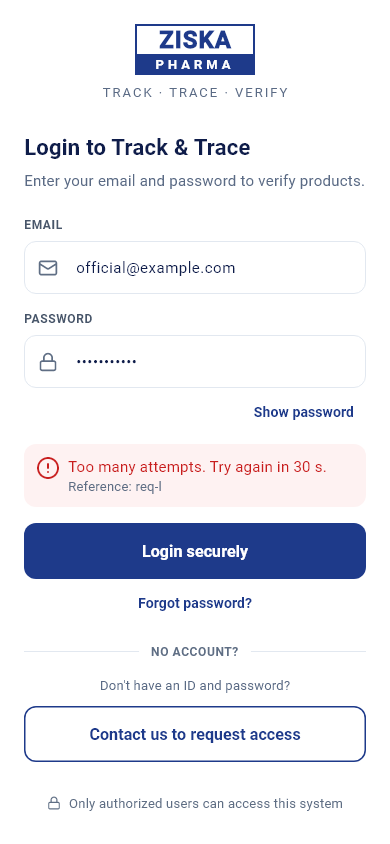 ZISKA
PHARMA
TRACK · TRACE · VERIFY
Login to Track & Trace
Enter your email and password to verify products.
EMAIL
official@example.com
PASSWORD
•••••••••••
Show password
Too many attempts. Try again in 30 s.
Reference: req-l
Login securely
Forgot password?
NO ACCOUNT?
Don't have an ID and password?
Contact us to request access
Only authorized users can access this system